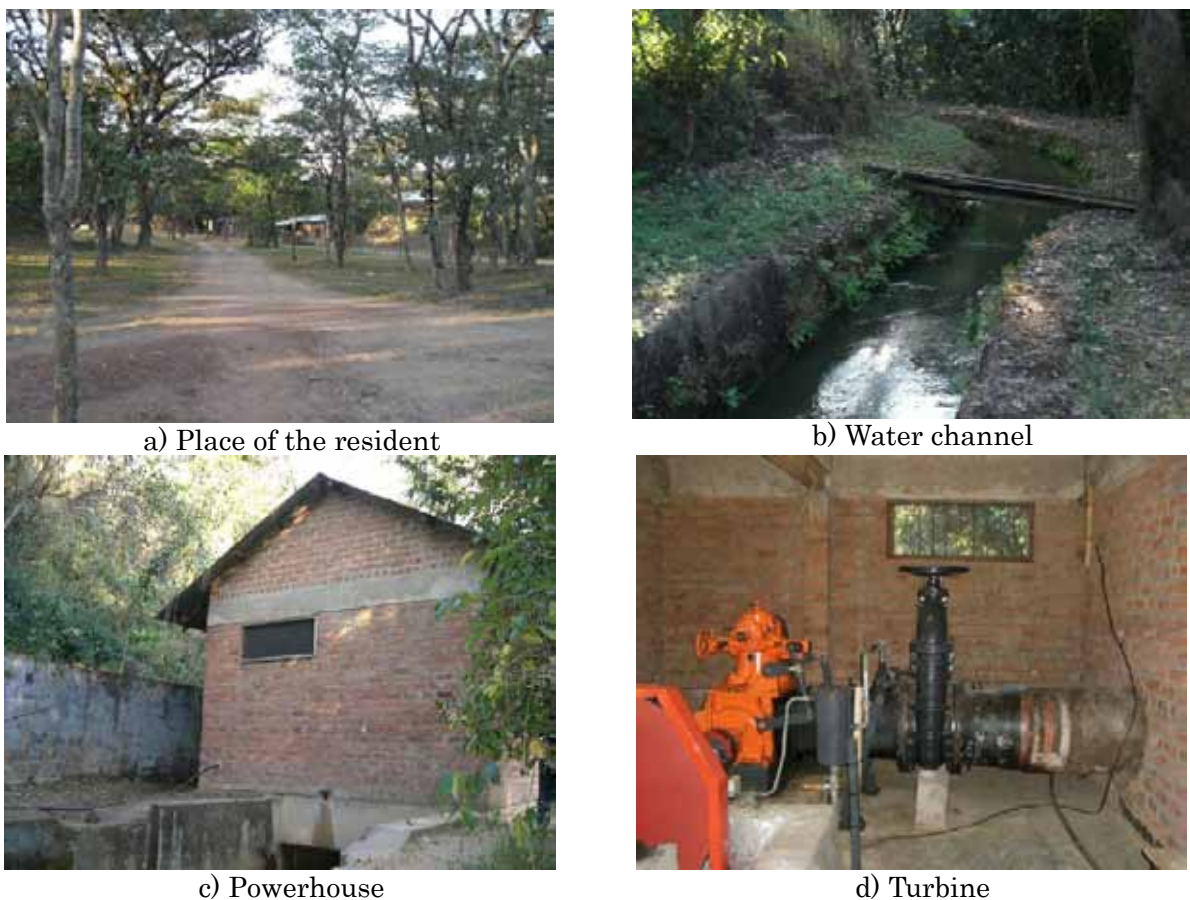 a) Place of the resident
b) Water channel
c) Powerhouse
d) Turbine